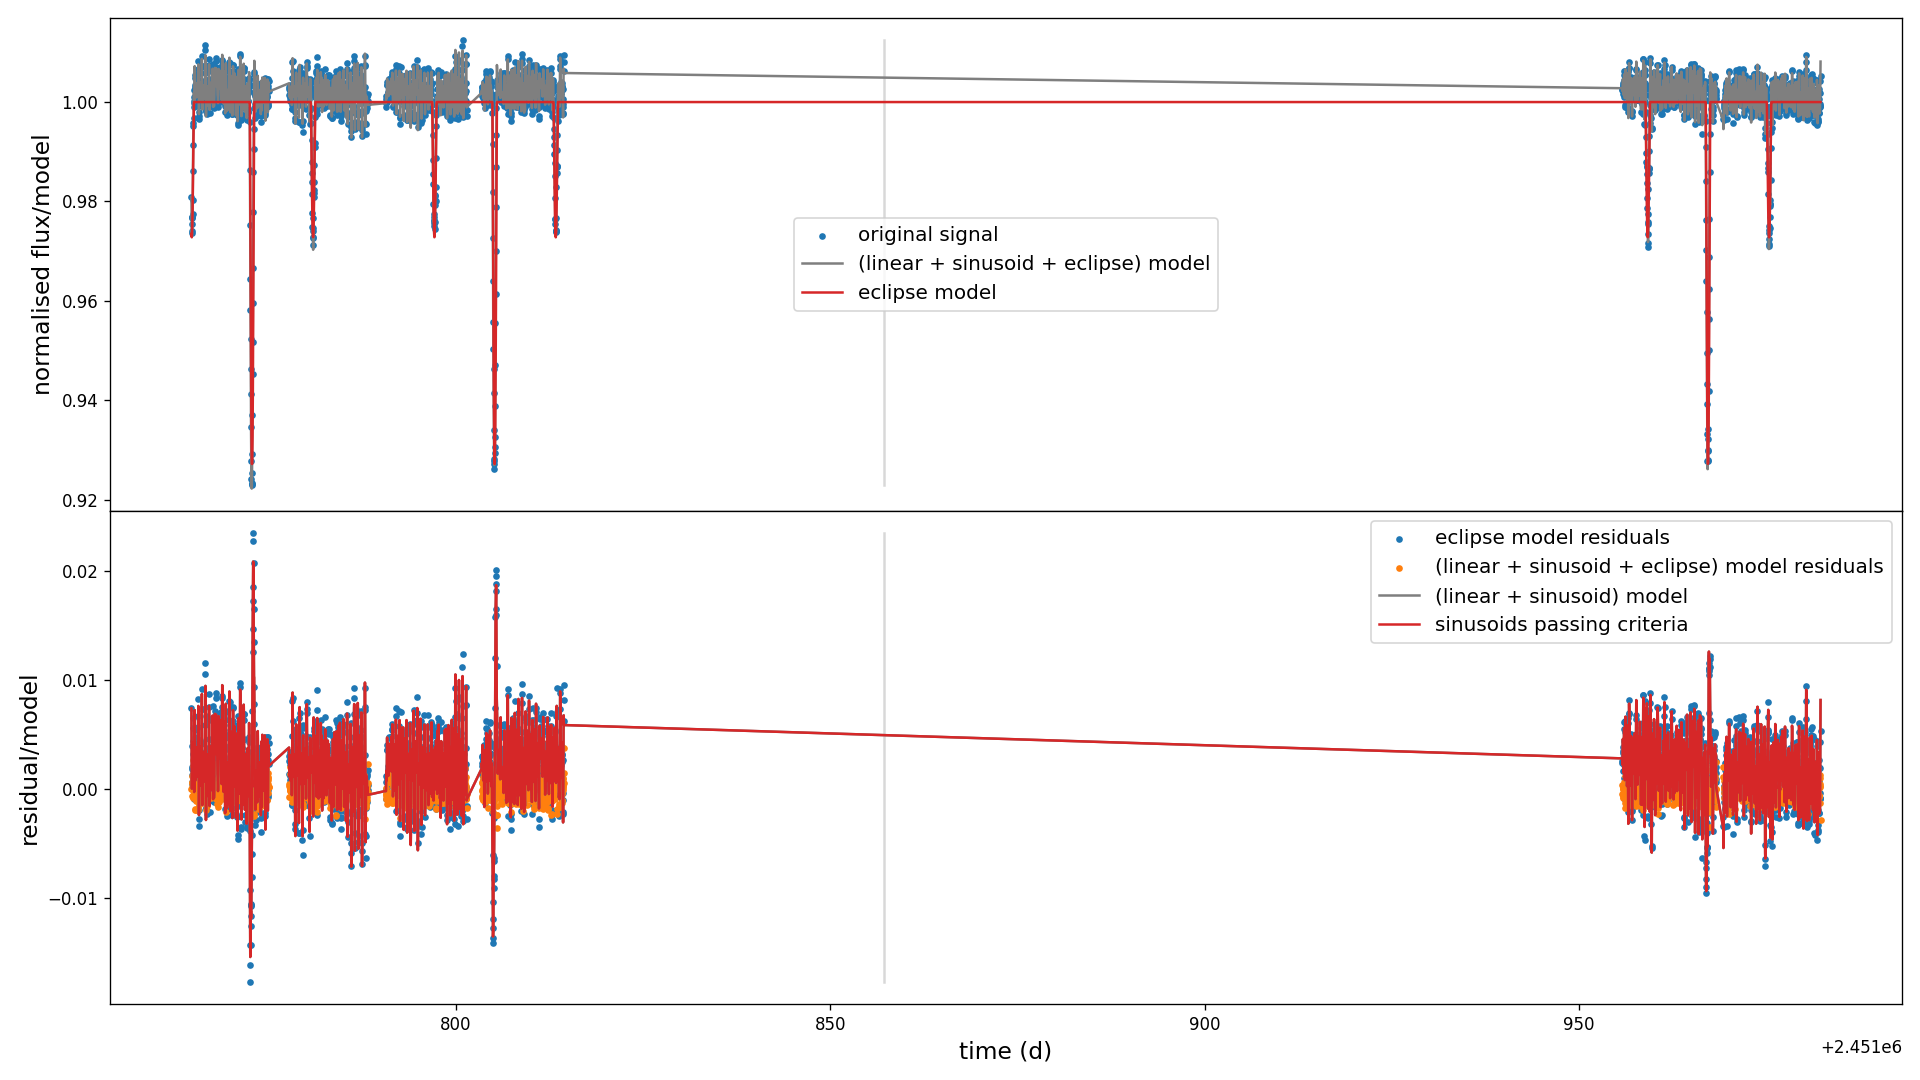 1.00
0.98
0.96
0.94
0.92
normalised flux/model
original signal
(linear + sinusoid + eclipse) model
eclipse model
0.02
0.01
0.00
−0.01
residual/model
eclipse model residuals
(linear + sinusoid + eclipse) model residuals
(linear + sinusoid) model
sinusoids passing criteria
800
850
900
950
time (d)
+2.451e6